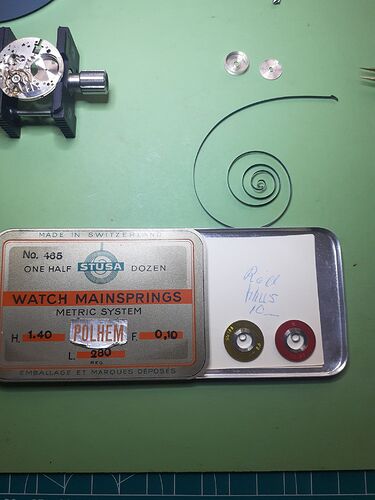 MADE IN SWITZERLAND
No. 465
ONE HALF STUSA DOZEN
WATCH MAINSPRINGS
METRIC SYSTEM
H. 1.40 POLHEM F. 0,10
L. 280
REG
EMBALLAGE ET MARQUES DÉPOSÉS